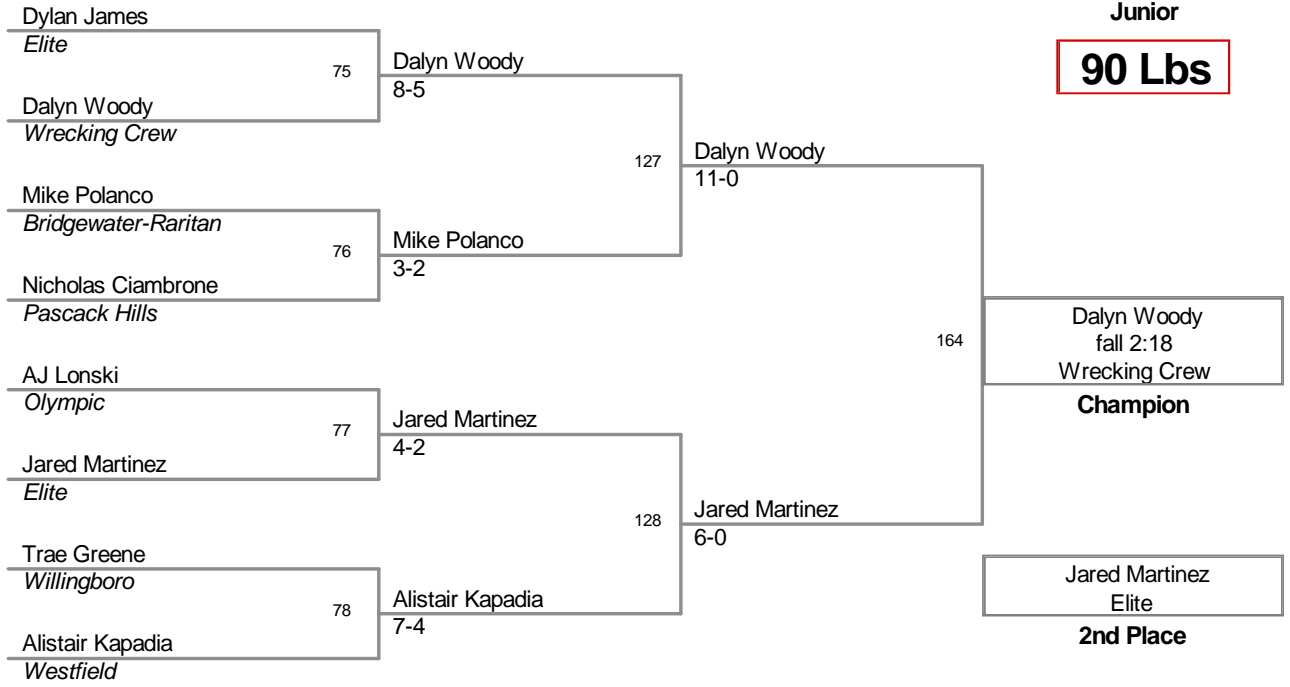 Junior
90 Lbs
Dylan James
Elite
75
Dalyn Woody
8-5
Dalyn Woody
Wrecking Crew
127
Dalyn Woody
11-0
Mike Polanco
Bridgewater-Raritan
76
Mike Polanco
3-2
Nicholas Ciambrone
Pascack Hills
164
Dalyn Woody
fall 2:18
Wrecking Crew
Champion
AJ Lonski
Olympic
77
Jared Martinez
4-2
Jared Martinez
Elite
128
Jared Martinez
6-0
Trae Greene
Willingboro
78
Alistair Kapadia
7-4
Alistair Kapadia
Westfield
Jared Martinez
Elite
2nd Place